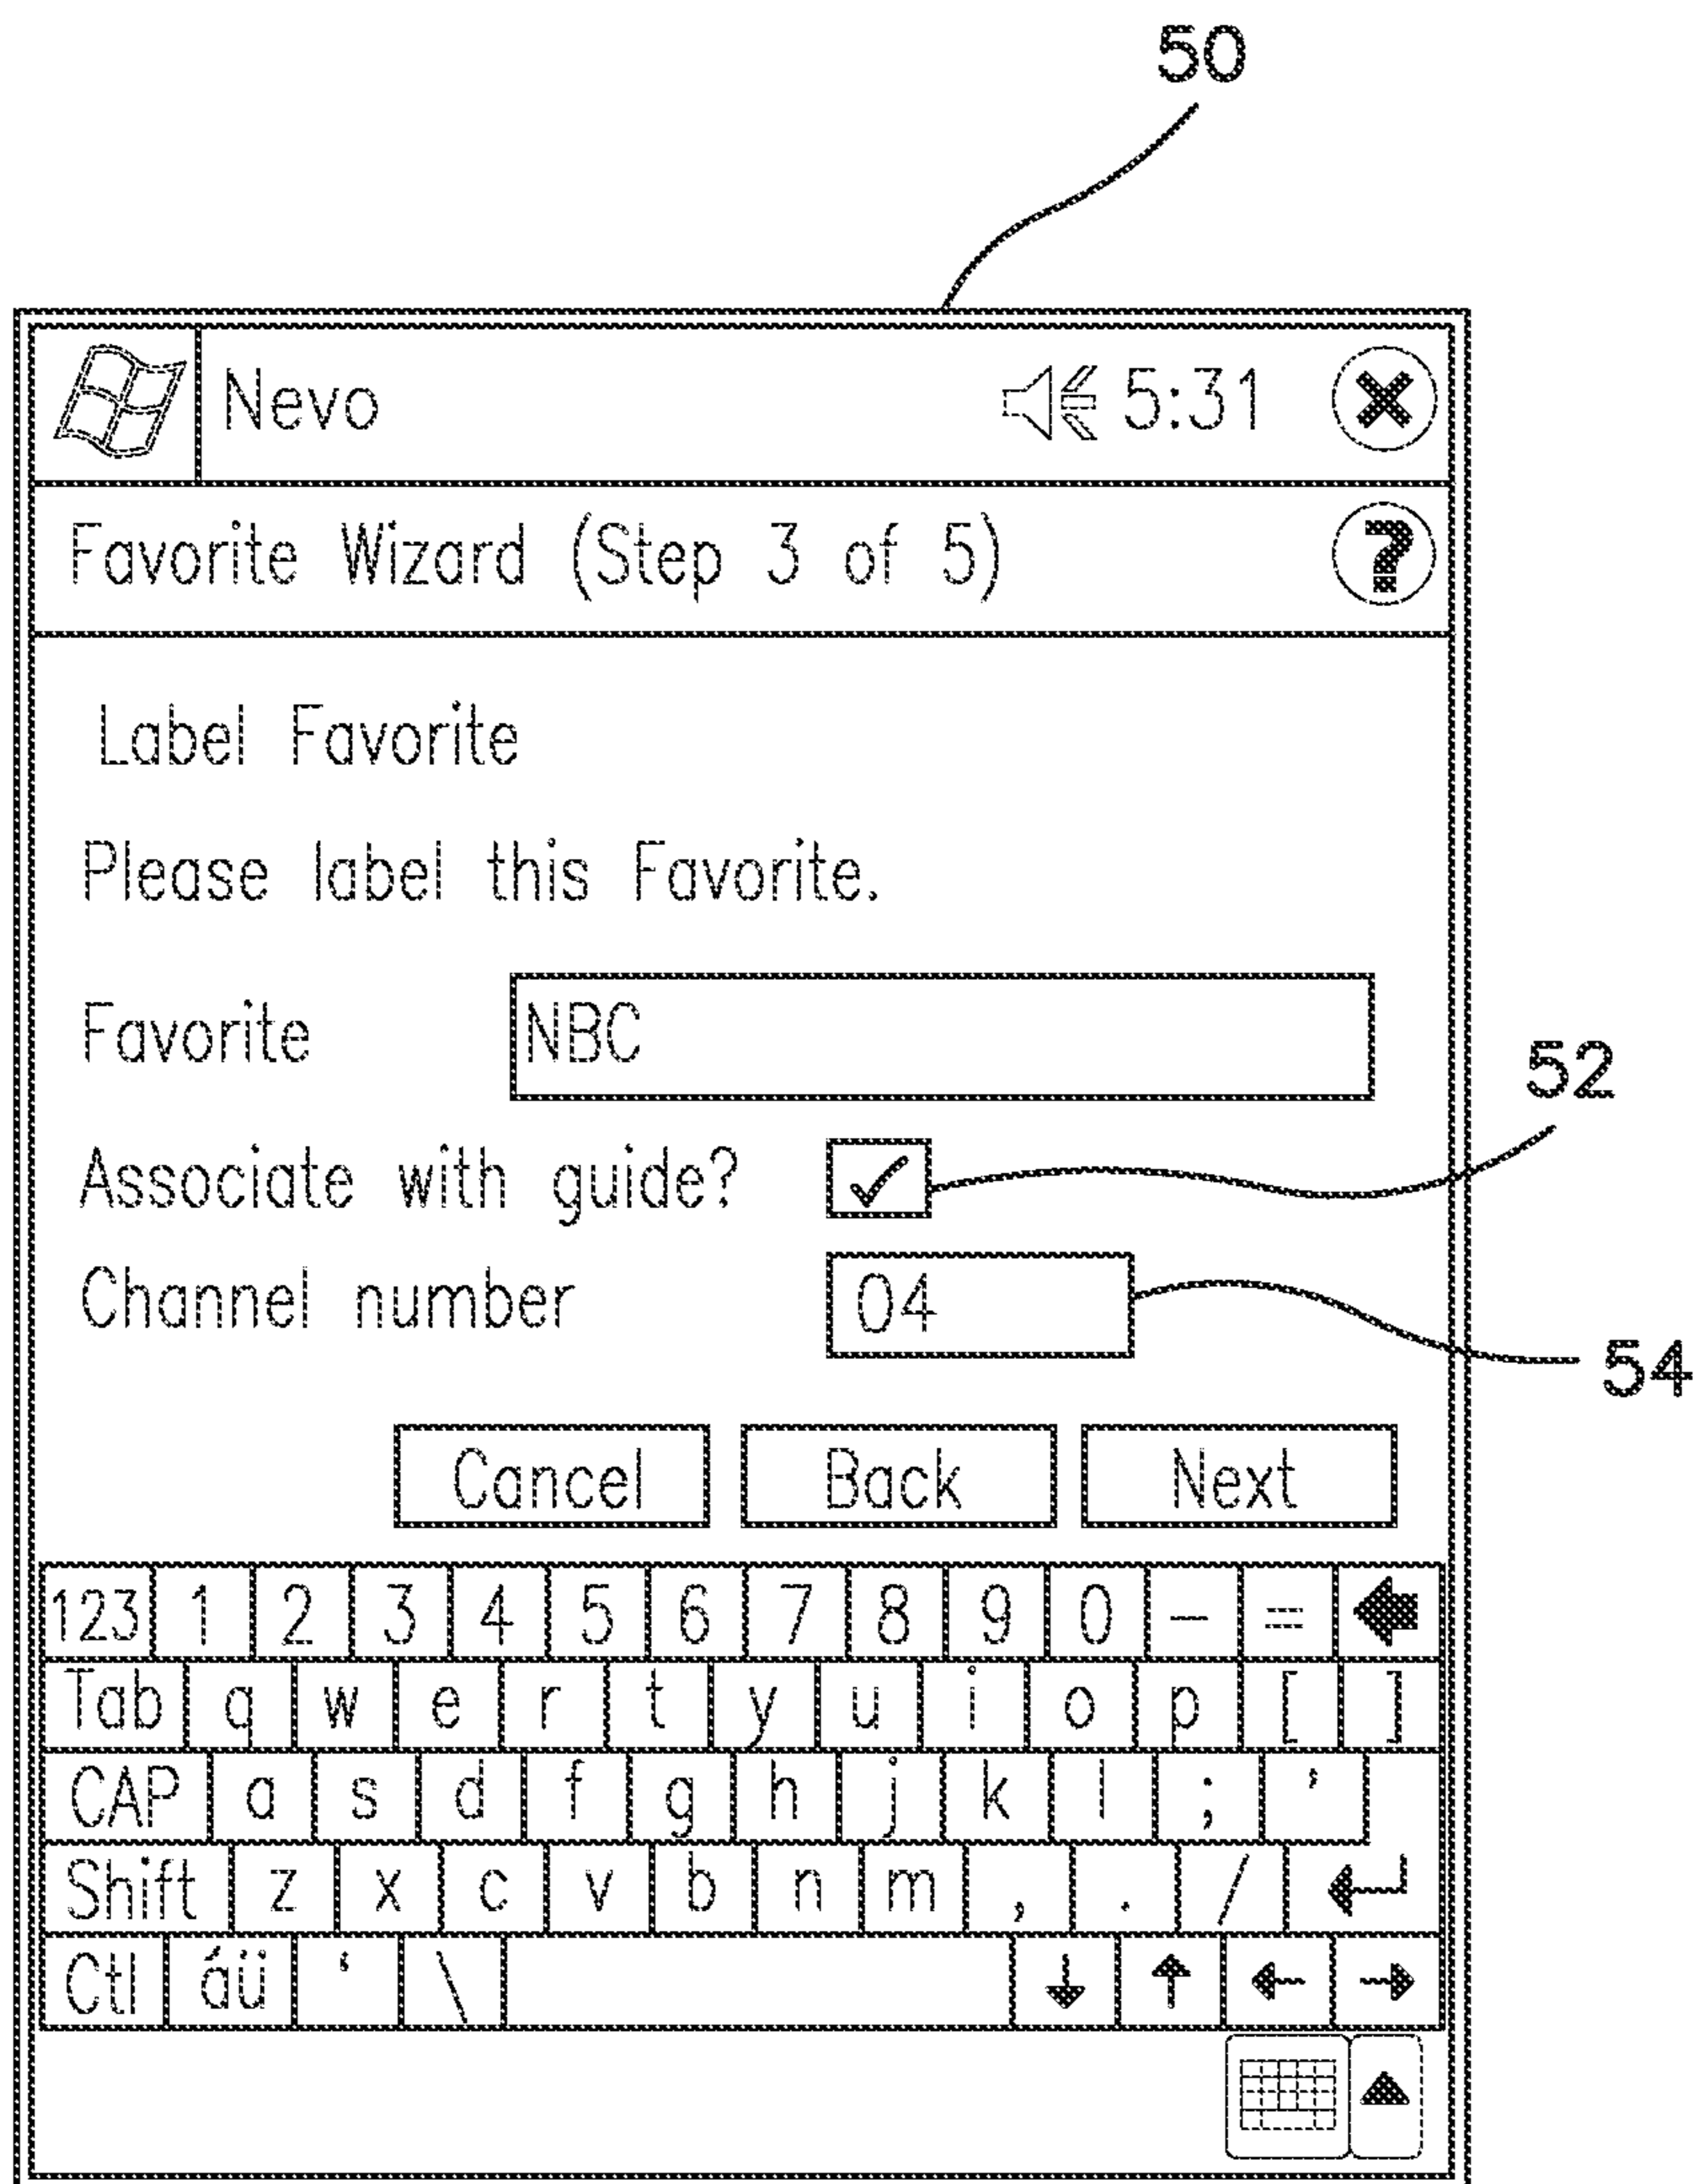 50
Nevo 5:31
Favorite Wizard (Step 3 of 5) ?
Label Favorite
Please label this Favorite.
Favorite NBC
52
Associate with guide?
Channel number 04
54
Cancel Back Next
123 1 2 3 4 5 6 7 8 9 0 - =
Tab q w e r t y u i o p [ ]
CAP a s d f g h j k l ; '
Shift z x c v b n m , . /
Ctl áü ‘ \